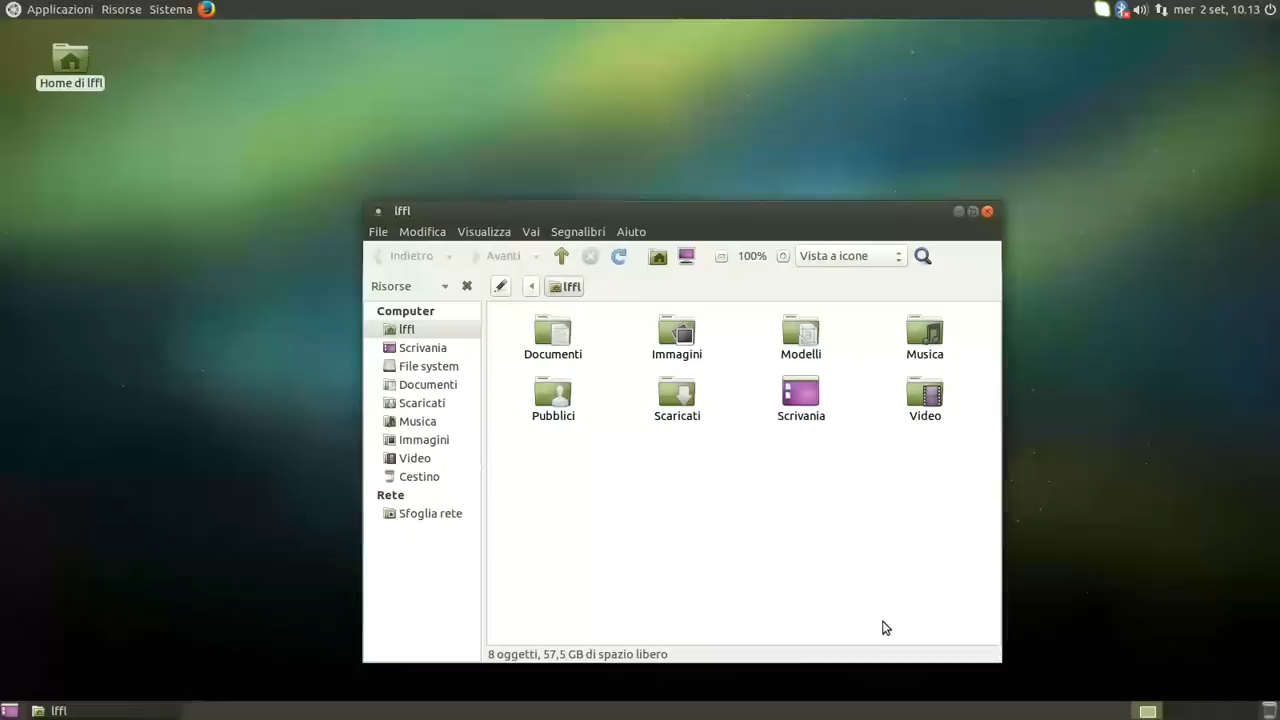 Applicazioni Risorse Sistema mer 2 set, 10.13
Home di lffl
lffl
File Modifica Visualizza Vai Segnalibri Aiuto
Indietro Avanti 100% Vista a icone
Risorse lffl
Computer
lffl
Scrivania
File system
Documenti
Scaricati
Musica
Immagini
Video
Cestino
Rete
Sfoglia rete
Documenti Immagini Modelli Musica
Pubblici Scaricati Scrivania Video
8 oggetti, 57,5 GB di spazio libero
lffl